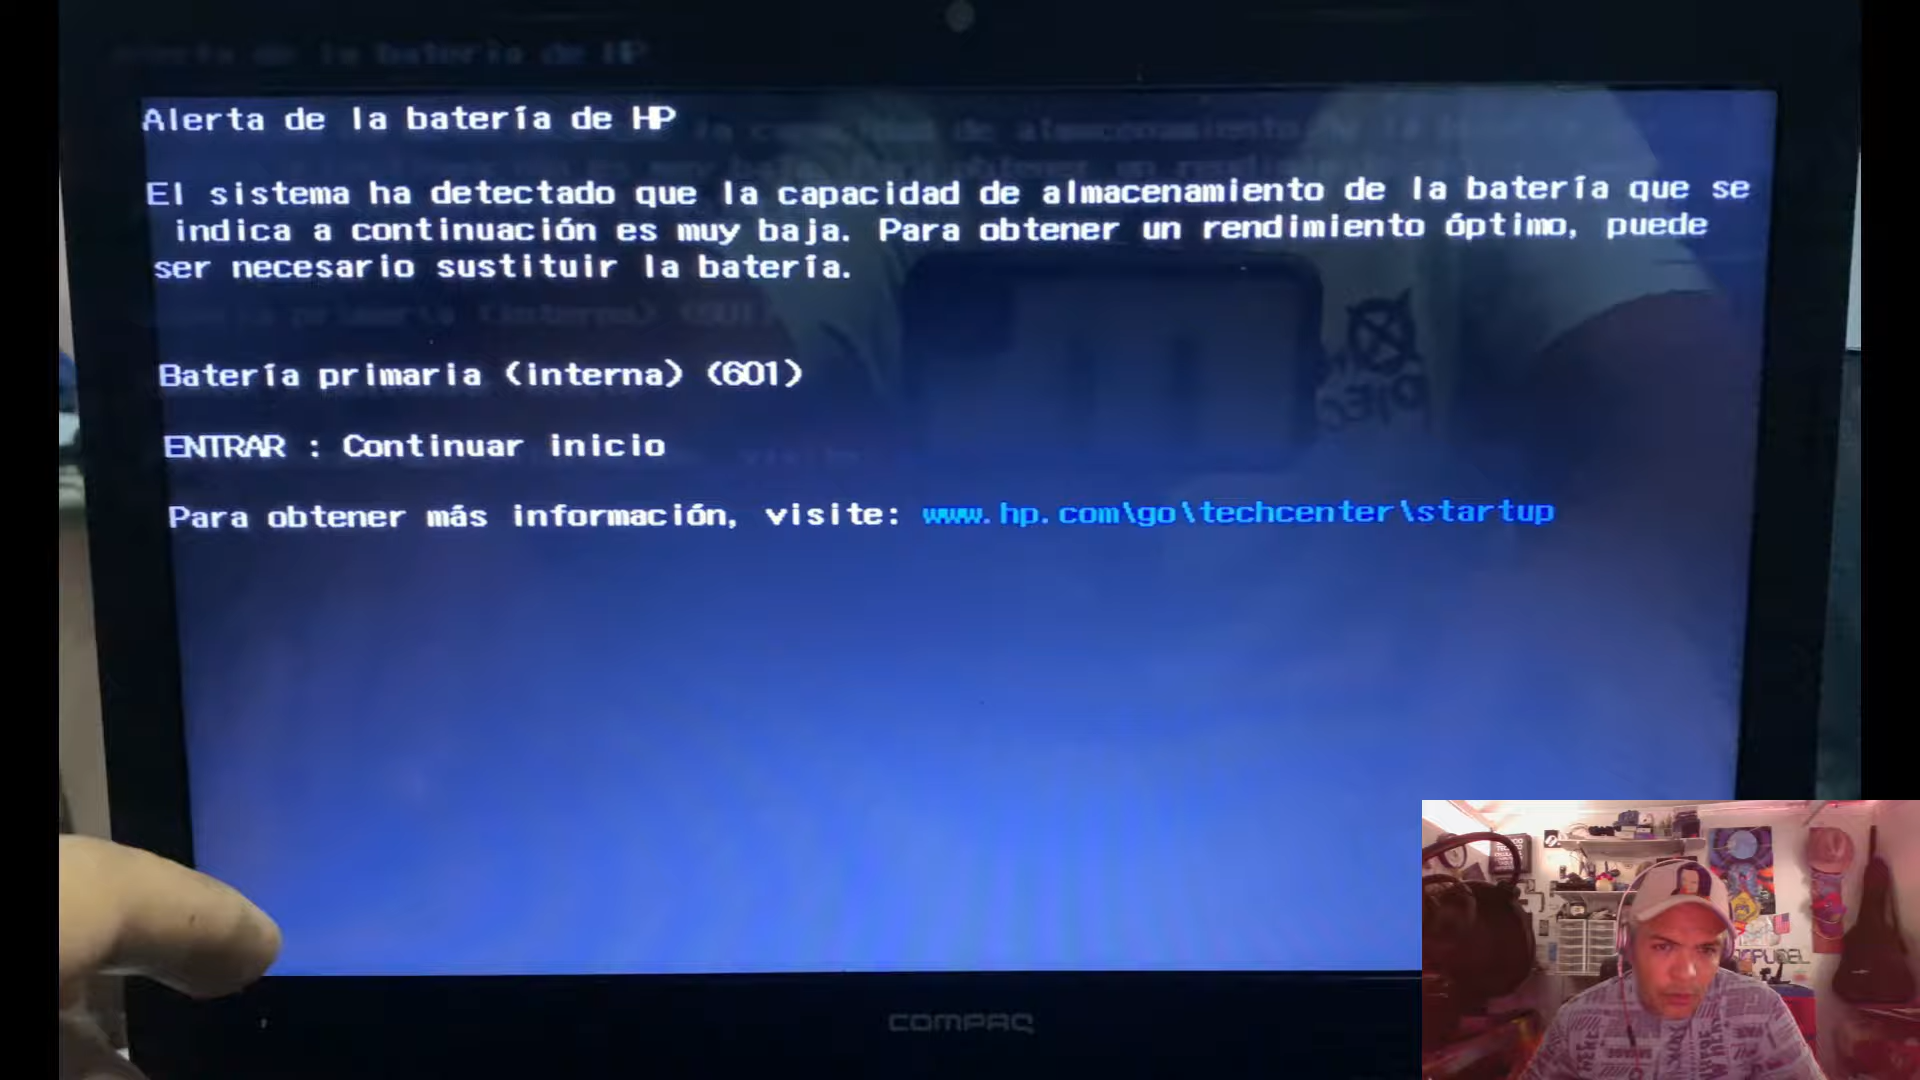 Alerta de la batería de HP
El sistema ha detectado que la capacidad de almacenamiento de la batería que se
indica a continuación es muy baja. Para obtener un rendimiento óptimo, puede
ser necesario sustituir la batería.
Batería primaria (interna) (601)
ENTRAR : Continuar inicio
Para obtener más información, visite: www.hp.com\go\techcenter\startup
COMPAQ